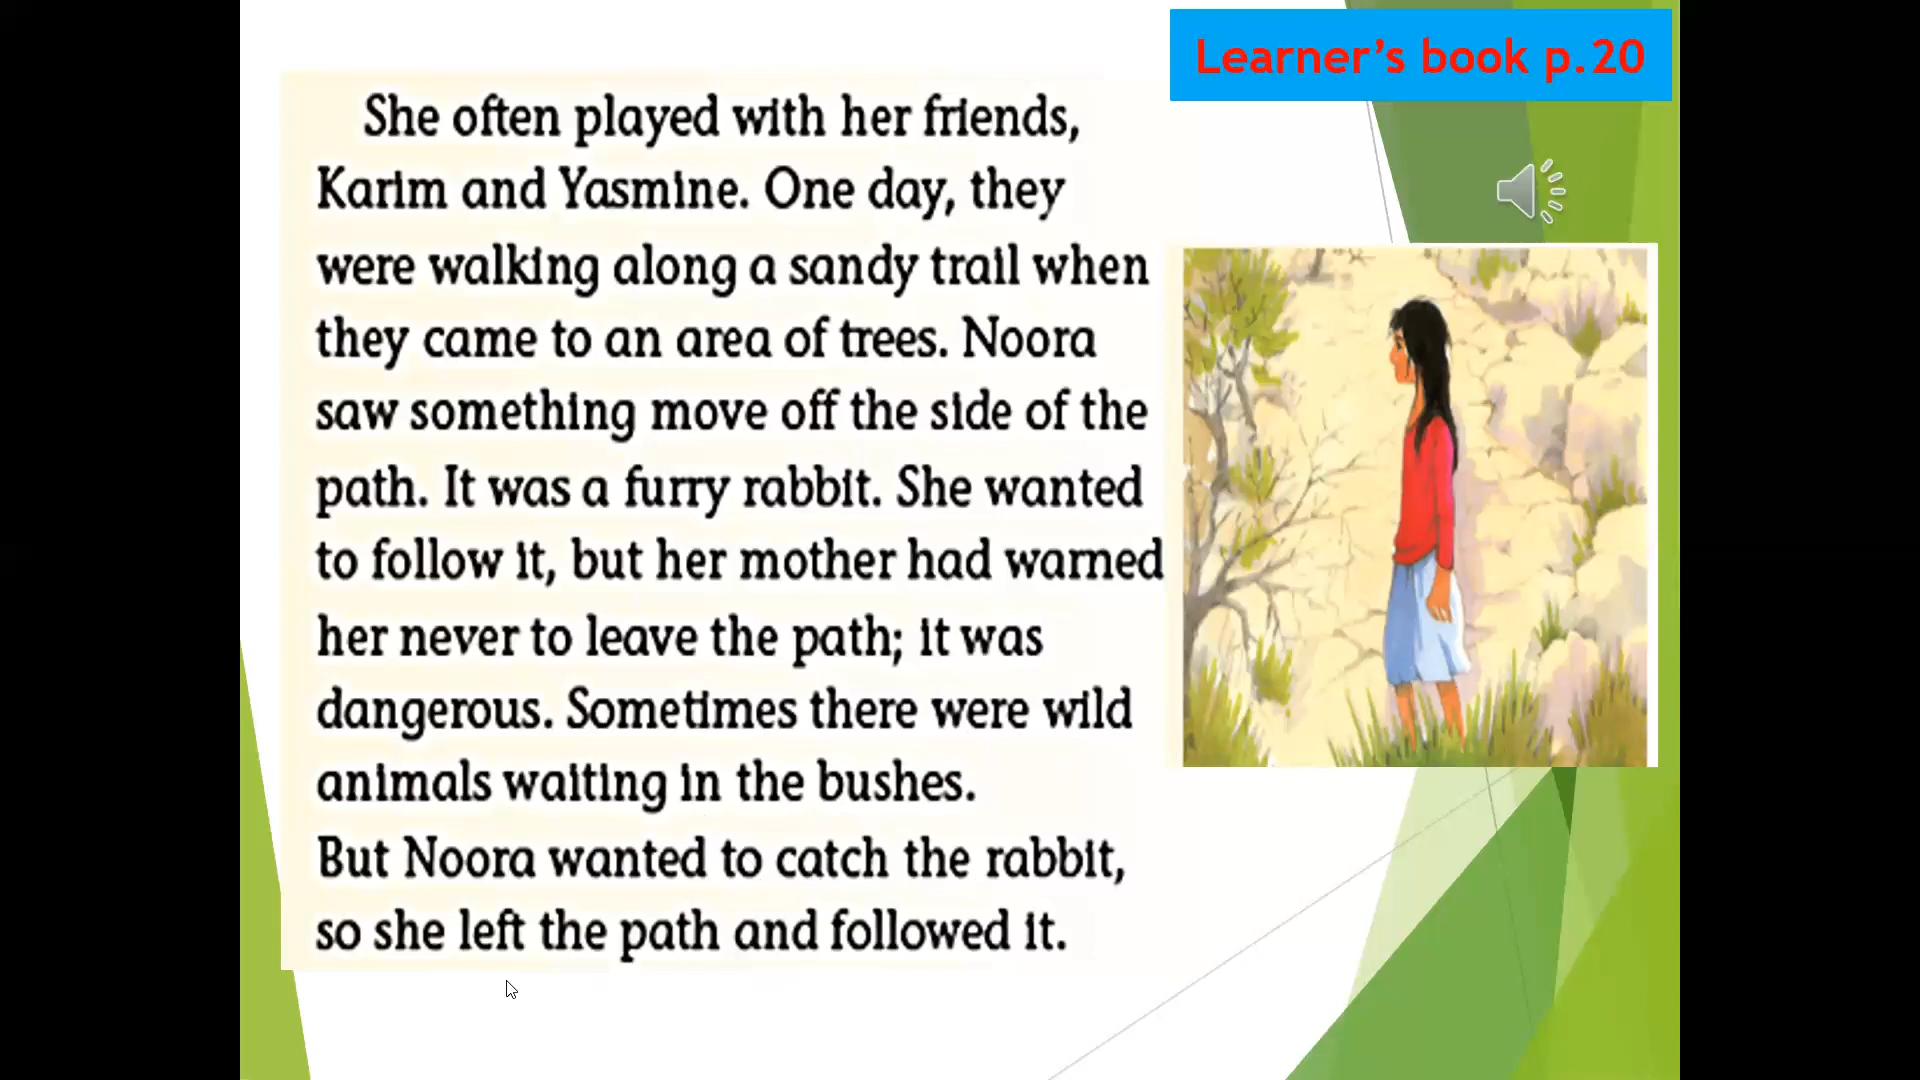 Learner's book p.20
She often played with her friends,
Karim and Yasmine. One day, they
were walking along a sandy trail when
they came to an area of trees. Noora
saw something move off the side of the
path. It was a furry rabbit. She wanted
to follow it, but her mother had warned
her never to leave the path; it was
dangerous. Sometimes there were wild
animals waiting in the bushes.
But Noora wanted to catch the rabbit,
so she left the path and followed it.